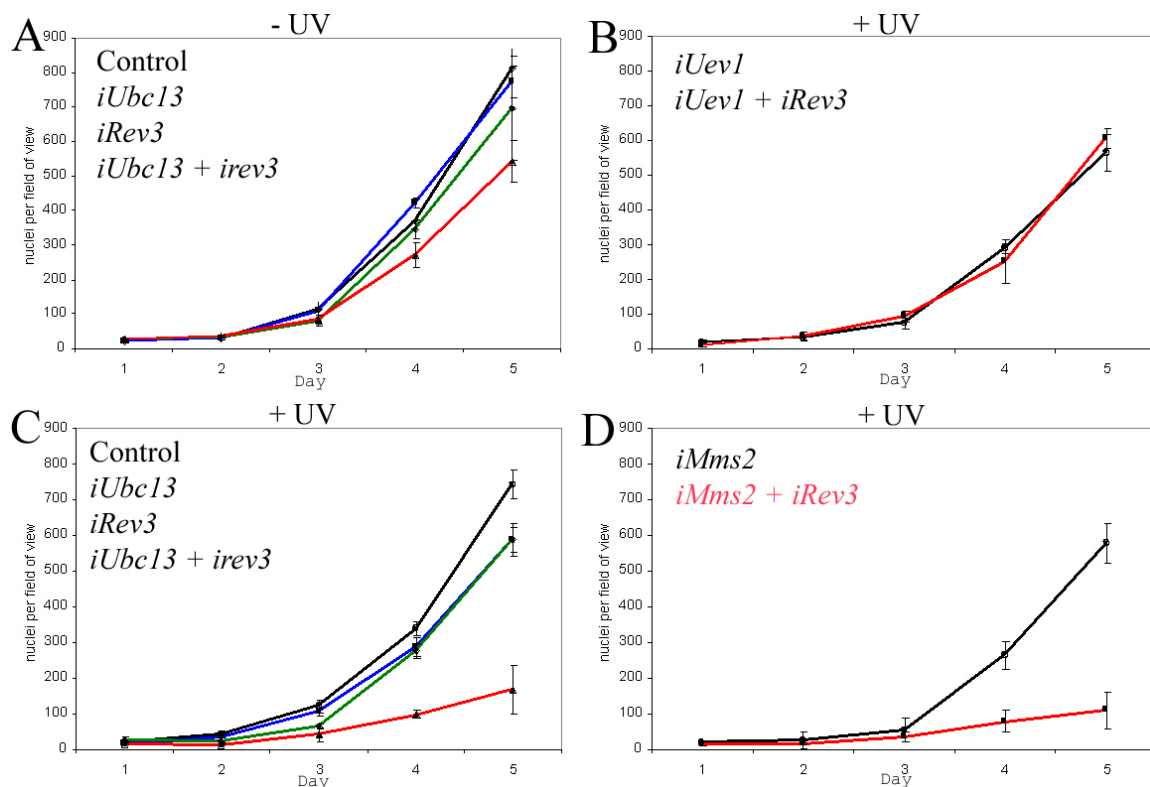 A
- UV
900
800
700
600
500
400
300
200
100
0
nuclei per field of view
Control
iUbc13
iRev3
iUbc13 + irev3
1 2 3 4 5
Day
B
+ UV
900
800
700
600
500
400
300
200
100
0
nuclei per field of view
iUev1
iUev1 + iRev3
1 2 3 4 5
Day
C
+ UV
900
800
700
600
500
400
300
200
100
0
nuclei per field of view
Control
iUbc13
iRev3
iUbc13 + irev3
1 2 3 4 5
Day
D
+ UV
900
800
700
600
500
400
300
200
100
0
nuclei per field of view
iMms2
iMms2 + iRev3
1 2 3 4 5
Day